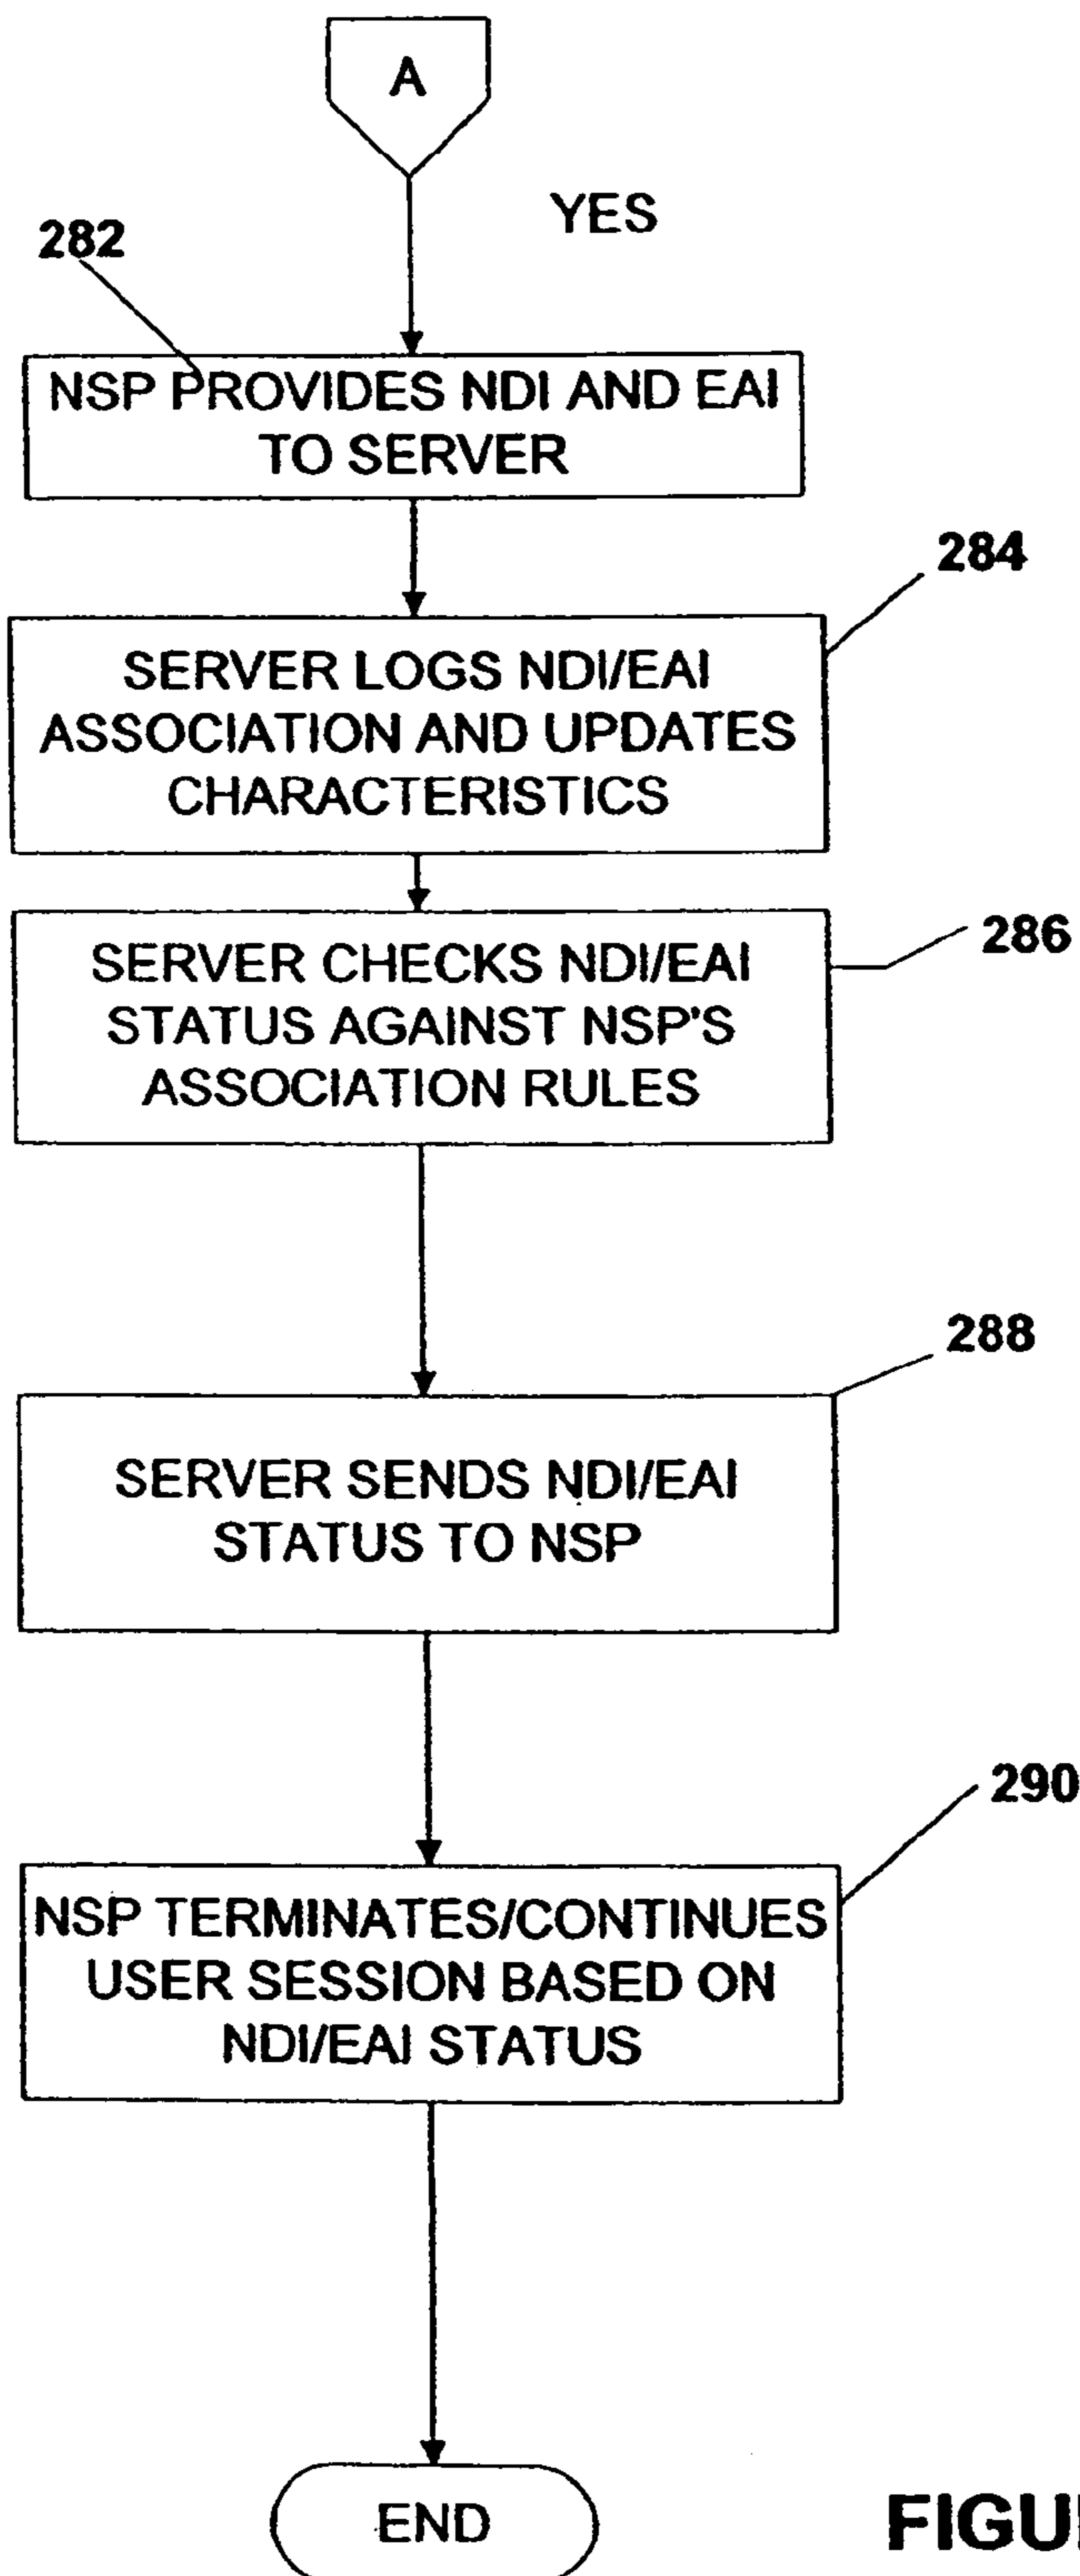 A
YES
282
NSP PROVIDES NDI AND EAI
TO SERVER
284
SERVER LOGS NDI/EAI
ASSOCIATION AND UPDATES
CHARACTERISTICS
286
SERVER CHECKS NDI/EAI
STATUS AGAINST NSP'S
ASSOCIATION RULES
288
SERVER SENDS NDI/EAI
STATUS TO NSP
290
NSP TERMINATES/CONTINUES
USER SESSION BASED ON
NDI/EAI STATUS
END